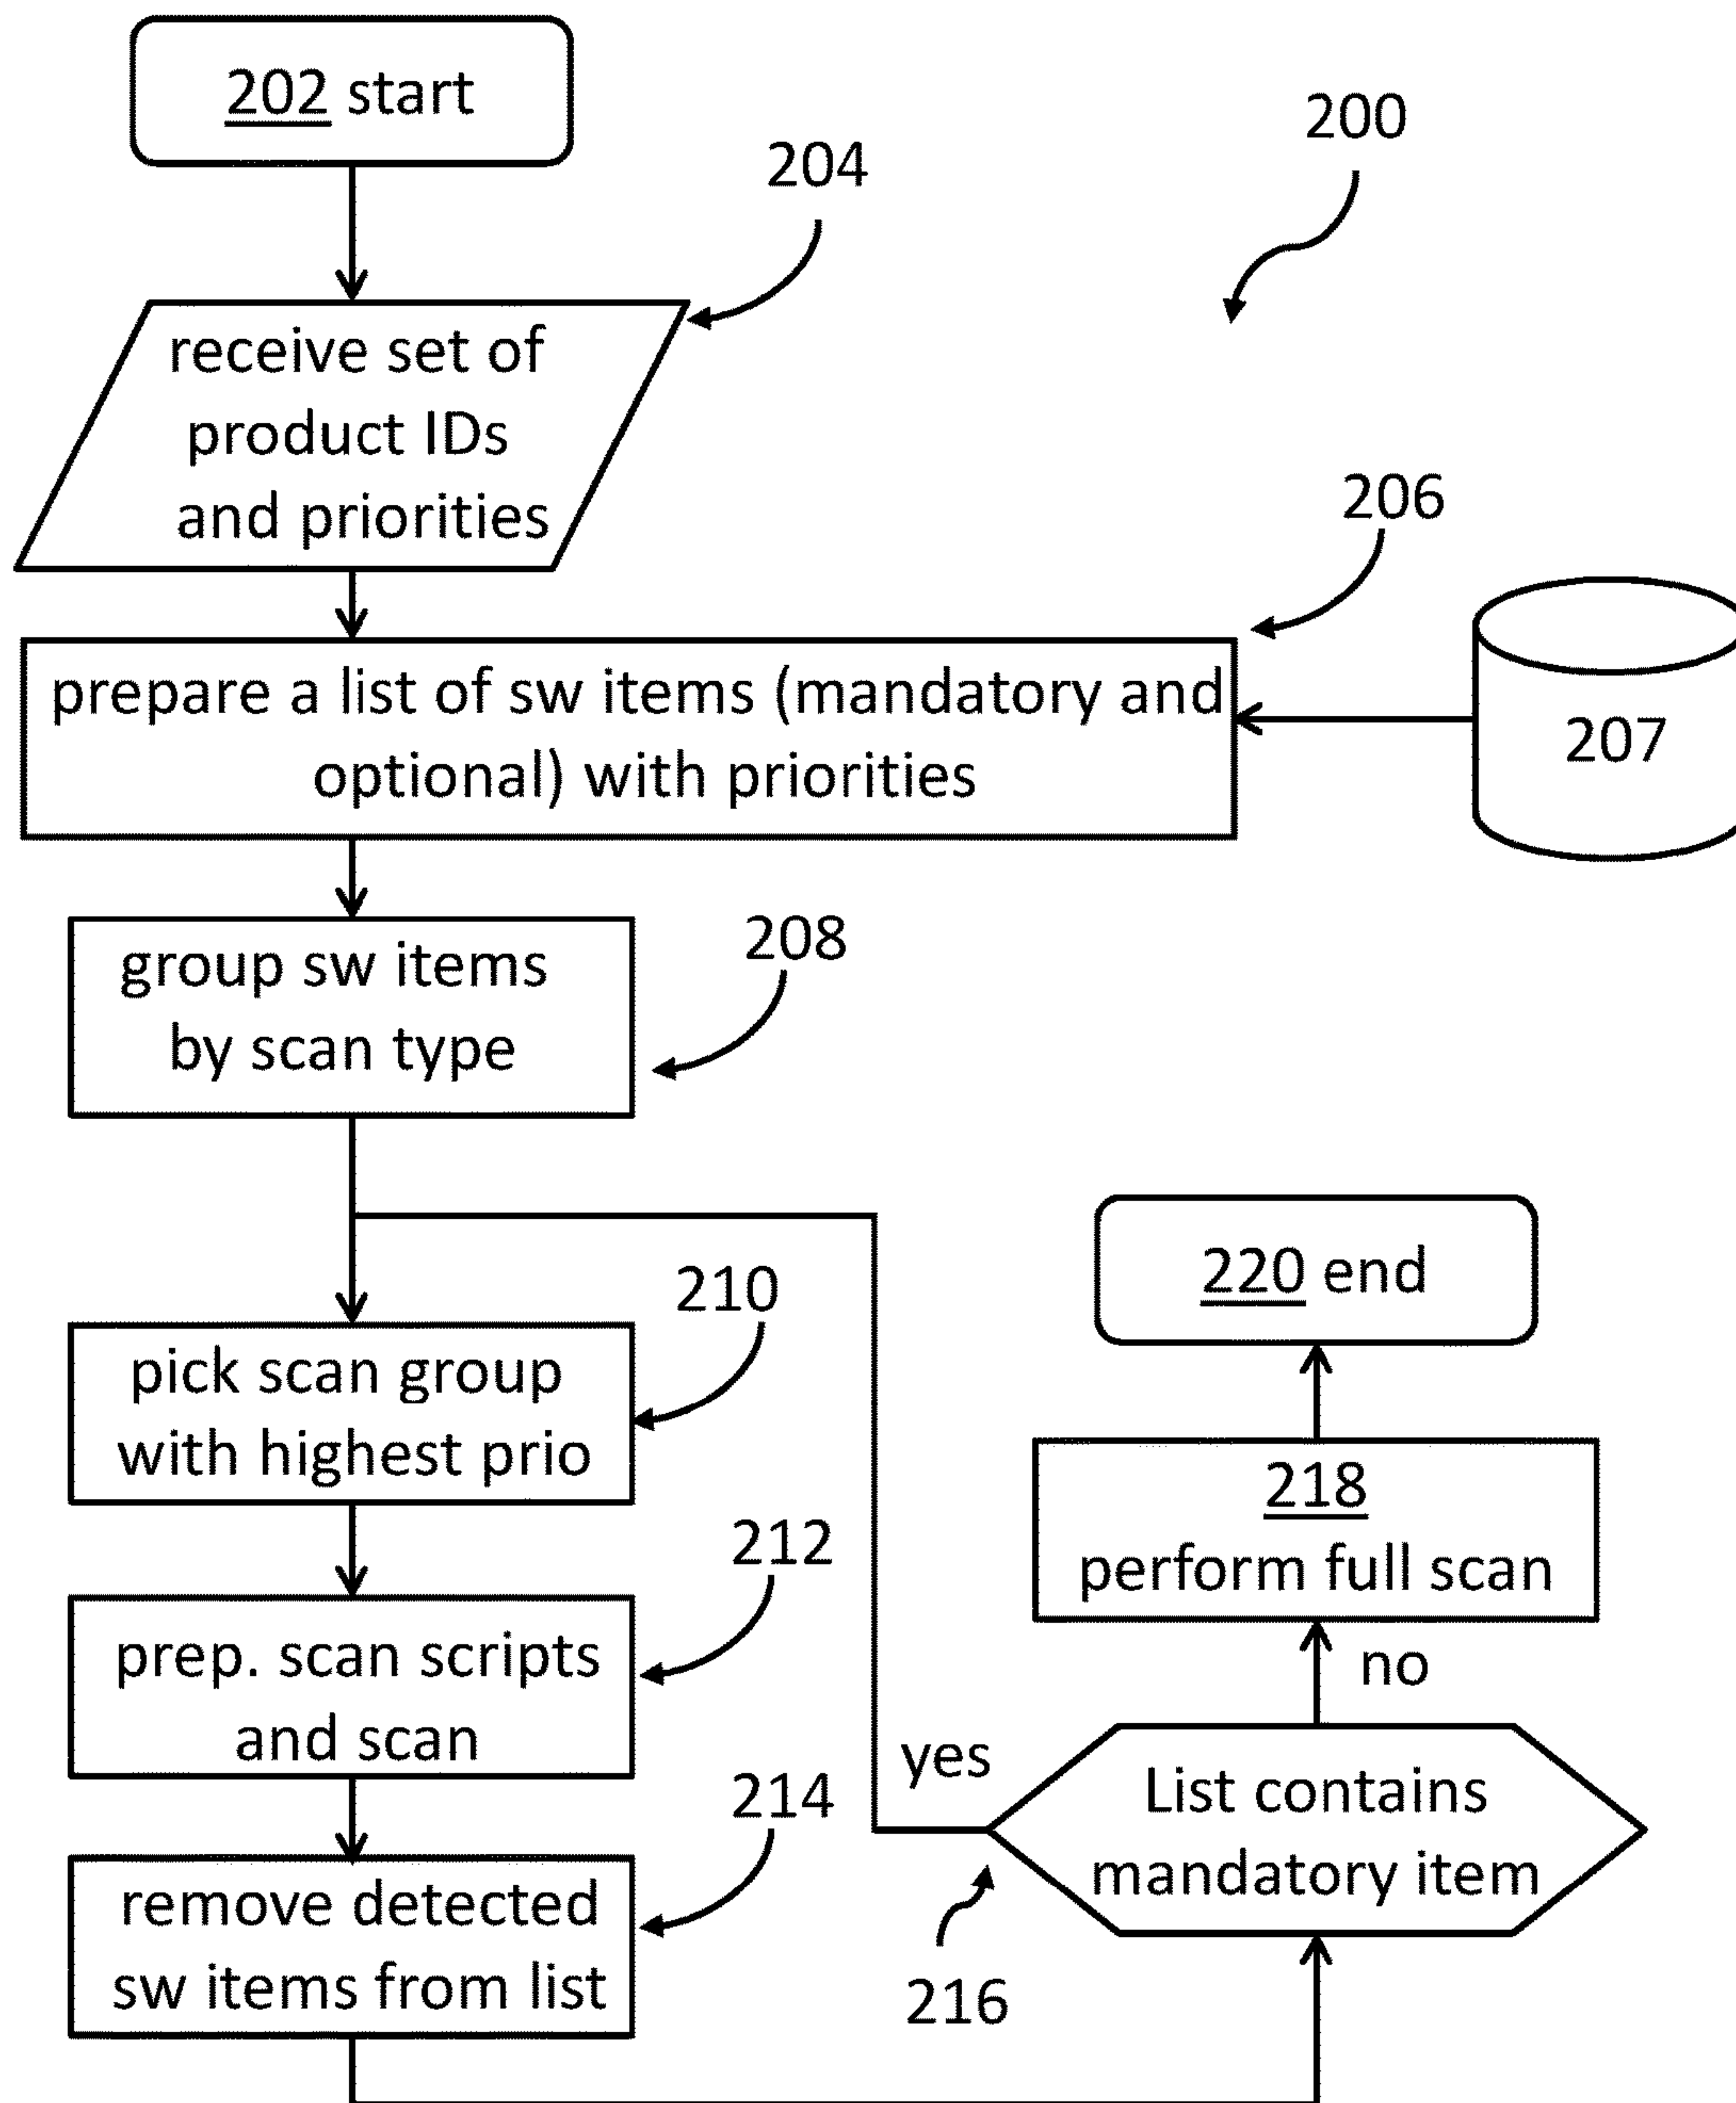 202 start
200
204
receive set of
product IDs
and priorities
206
prepare a list of sw items (mandatory and
optional) with priorities
207
group sw items
by scan type
208
220 end
210
pick scan group
with highest prio
218
perform full scan
212
prep. scan scripts
and scan
no
yes
List contains
mandatory item
214
remove detected
sw items from list
216